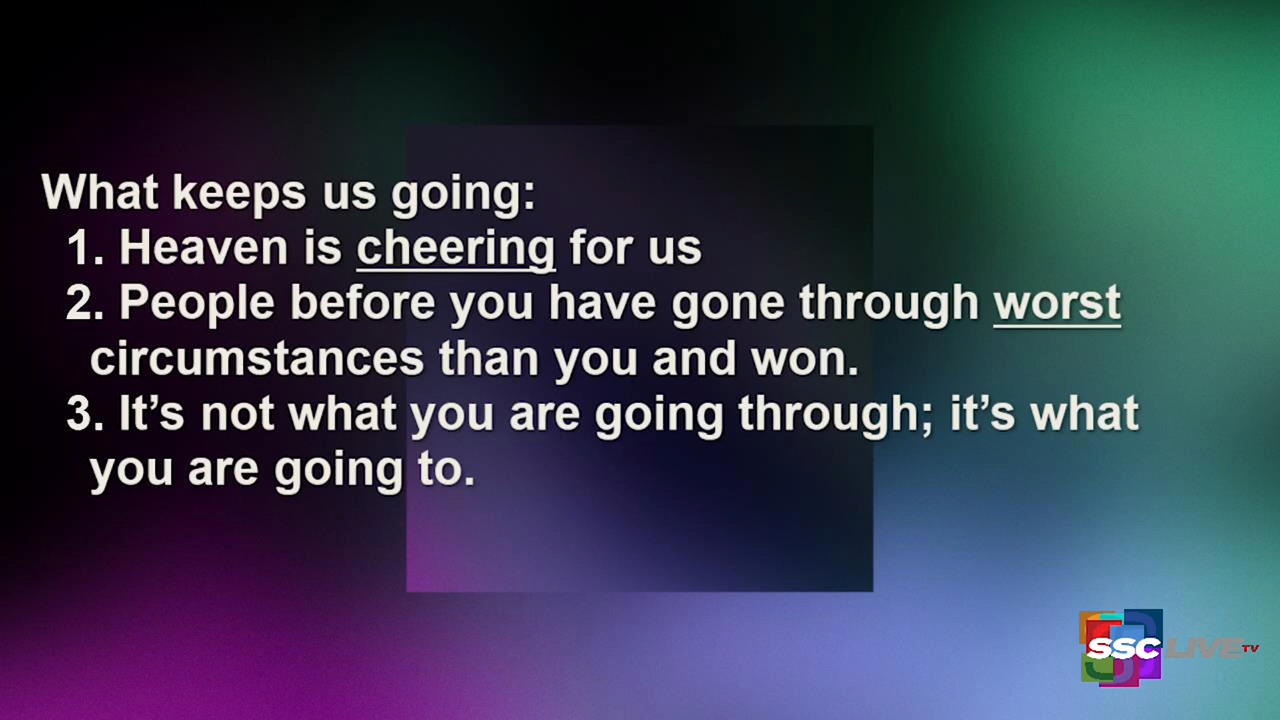 What keeps us going:
1. Heaven is cheering for us
2. People before you have gone through worst
circumstances than you and won.
3. It’s not what you are going through; it’s what
you are going to.
SSC LIVE TV